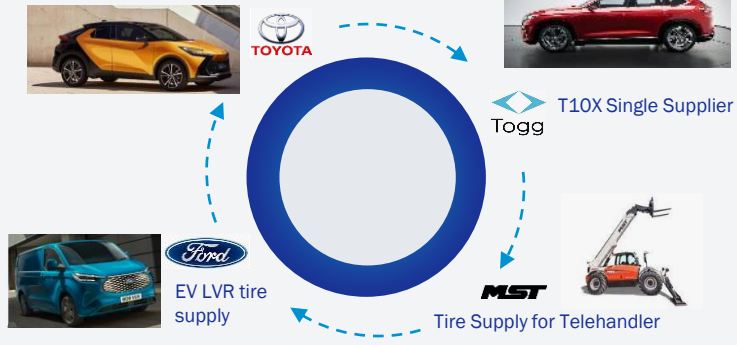 TOYOTA
Togg
T10X Single Supplier
MST
Tire Supply for Telehandler
Ford
EV LVR tire
supply